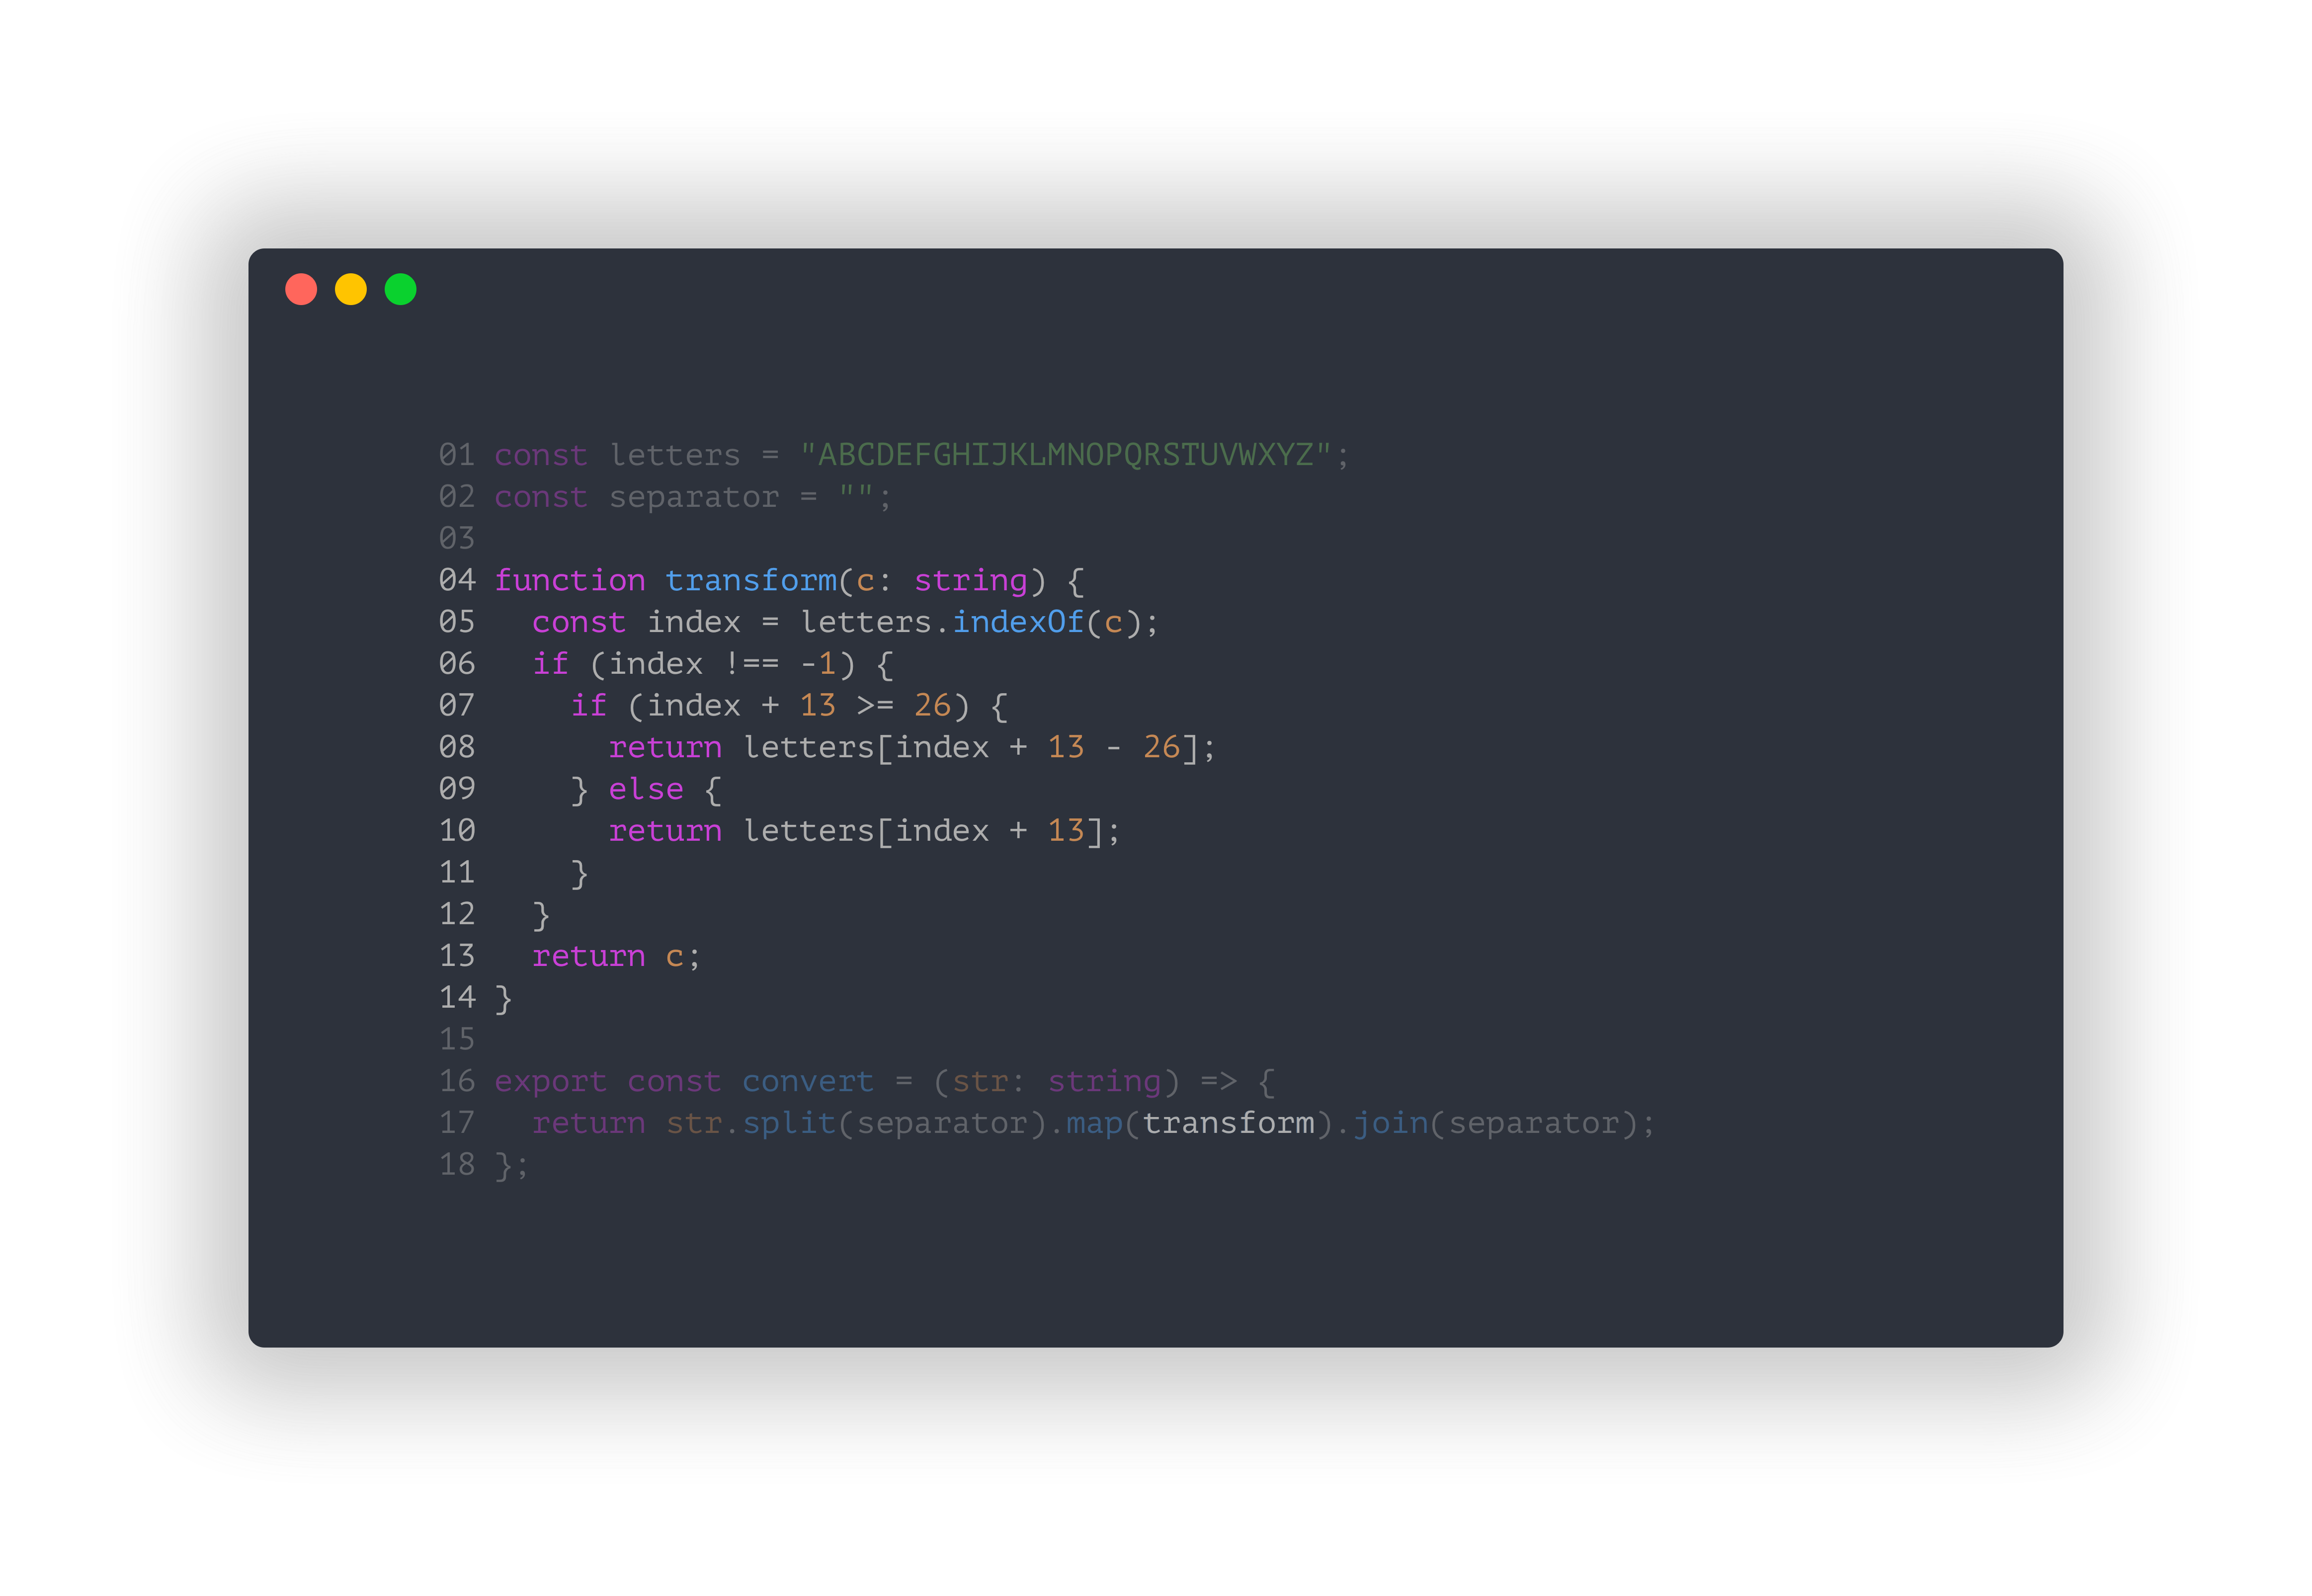 01 const letters = "ABCDEFGHIJKLMNOPQRSTUVWXYZ";
02 const separator = "";
03
04 function transform(c: string) {
05   const index = letters.indexOf(c);
06   if (index !== -1) {
07     if (index + 13 >= 26) {
08       return letters[index + 13 - 26];
09     } else {
10       return letters[index + 13];
11     }
12   }
13   return c;
14 }
15
16 export const convert = (str: string) => {
17   return str.split(separator).map(transform).join(separator);
18 };